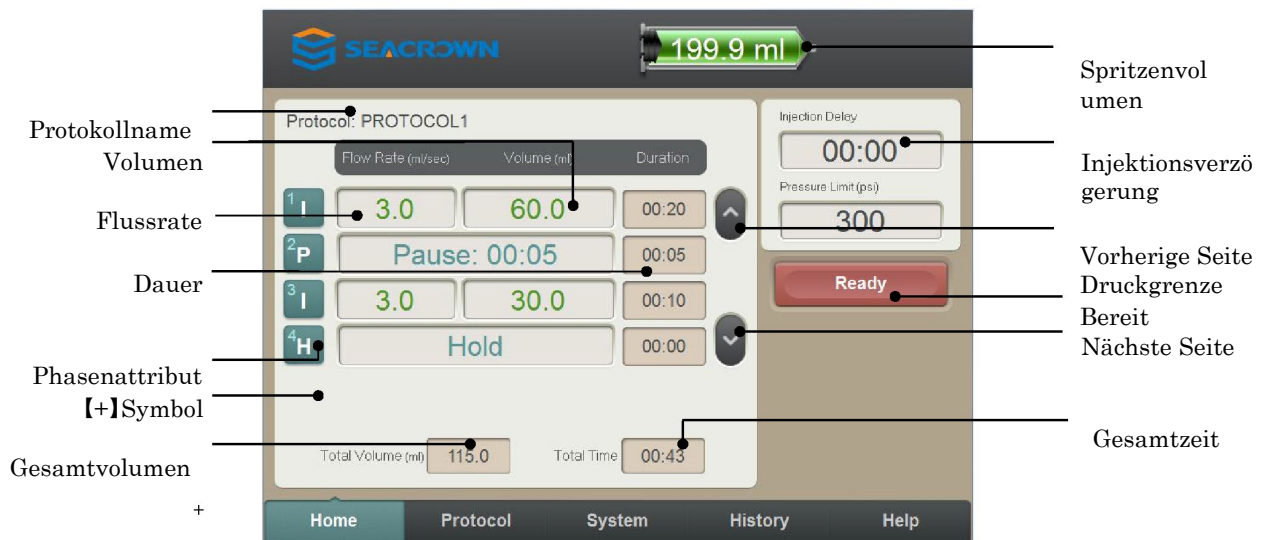 SEACROWN
199.9 ml
Spritzenvol
umen
Protokollname
Volumen
Protocol: PROTOCOL1
Injection Delay
00:00
Injektionsverzö
gerung
Flow Rate (ml/sec) Volume (ml) Duration
Pressure Limit (psi)
300
Flussrate
1 I 3.0 60.0 00:20
2 P Pause: 00:05 00:05
Vorherige Seite
Druckgrenze
Bereit
Nächste Seite
Dauer
3 I 3.0 30.0 00:10
Ready
4 H Hold 00:00
Phasenattribut
【+】Symbol
Gesamtvolumen
Total Volume (ml) 115.0 Total Time 00:43
Gesamtzeit
+
Home Protocol System History Help